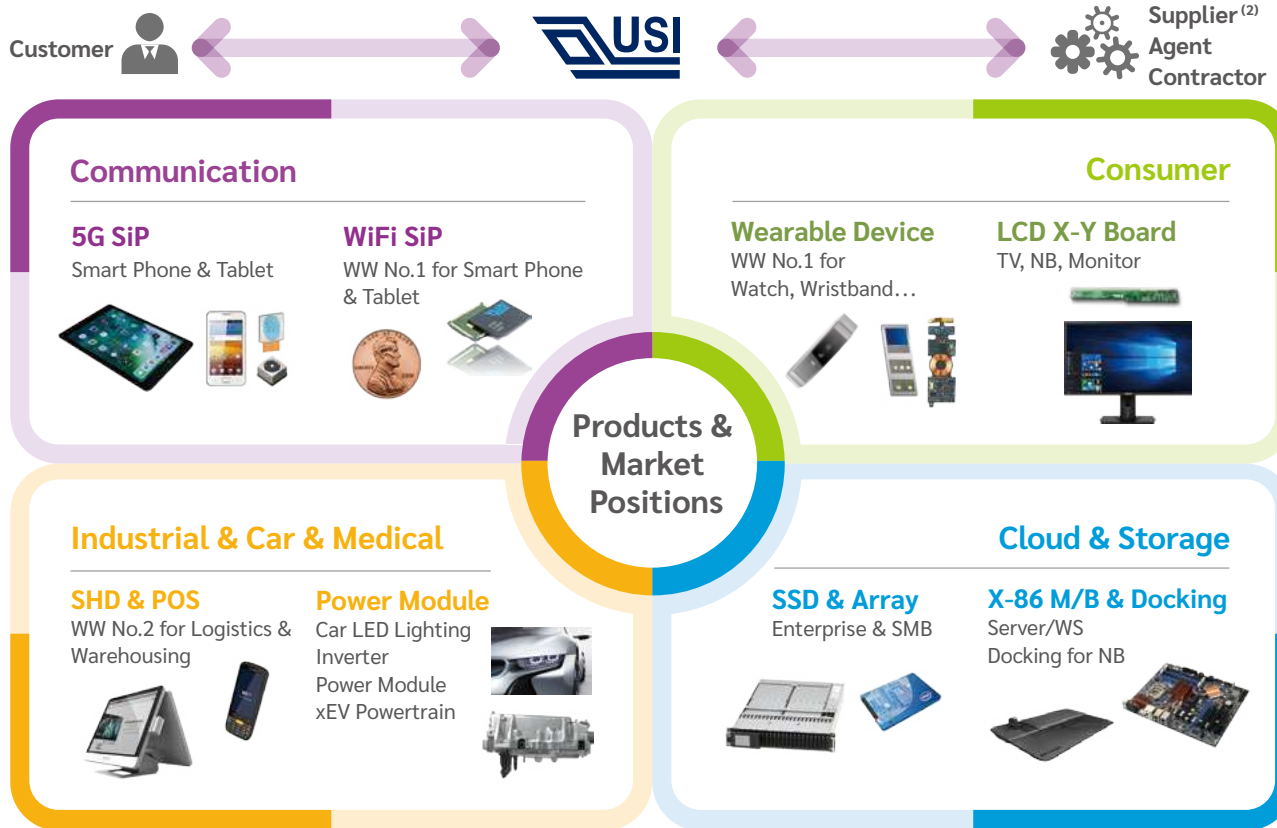 Customer
USI
Supplier (2)
Agent
Contractor
Communication
5G SiP
Smart Phone & Tablet
WiFi SiP
WW No.1 for Smart Phone
& Tablet
Consumer
Wearable Device
WW No.1 for
Watch, Wristband…
LCD X-Y Board
TV, NB, Monitor
Products &
Market
Positions
Industrial & Car & Medical
SHD & POS
WW No.2 for Logistics &
Warehousing
Power Module
Car LED Lighting
Inverter
Power Module
xEV Powertrain
Cloud & Storage
SSD & Array
Enterprise & SMB
X-86 M/B & Docking
Server/WS
Docking for NB